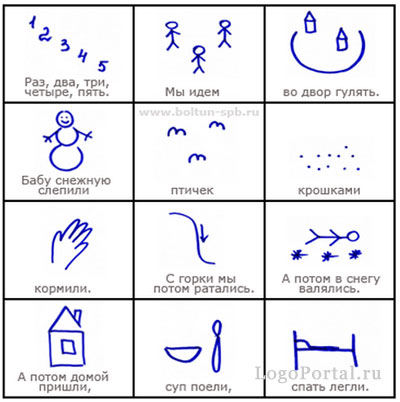 1 2 3 4 5
Раз, два, три,
четыре, пять.
Мы идем
во двор гулять.
www.boltun-spb.ru
Бабу снежную
слепили
птичек
крошками
кормили.
С горки мы
потом ратались.
А потом в снегу
валялись.
А потом домой
пришли,
суп поели,
спать легли.
LogoPortal.ru